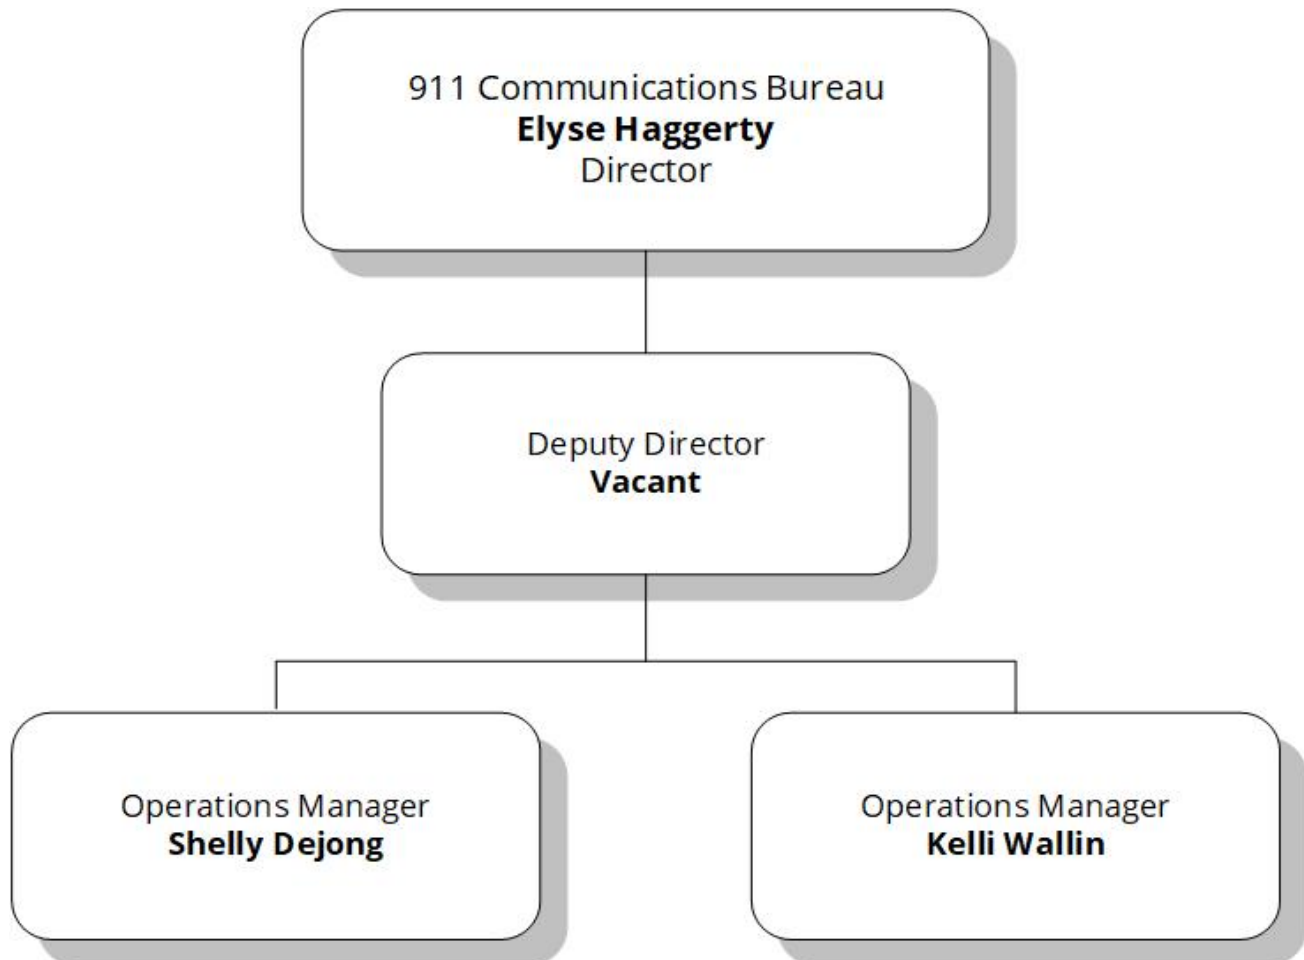 911 Communications Bureau
Elyse Haggerty
Director
Deputy Director
Vacant
Operations Manager
Shelly Dejong
Operations Manager
Kelli Wallin